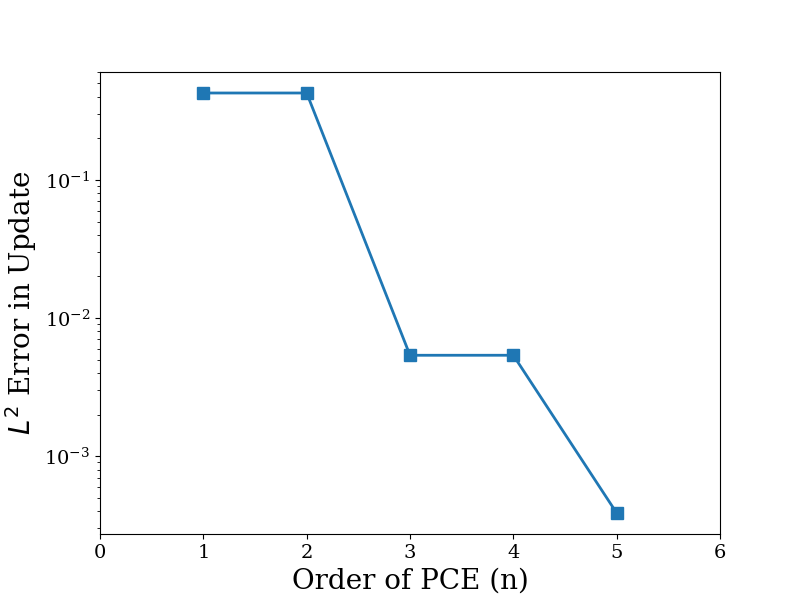 10⁻¹
10⁻²
10⁻³
L² Error in Update
0 1 2 3 4 5 6
Order of PCE (n)